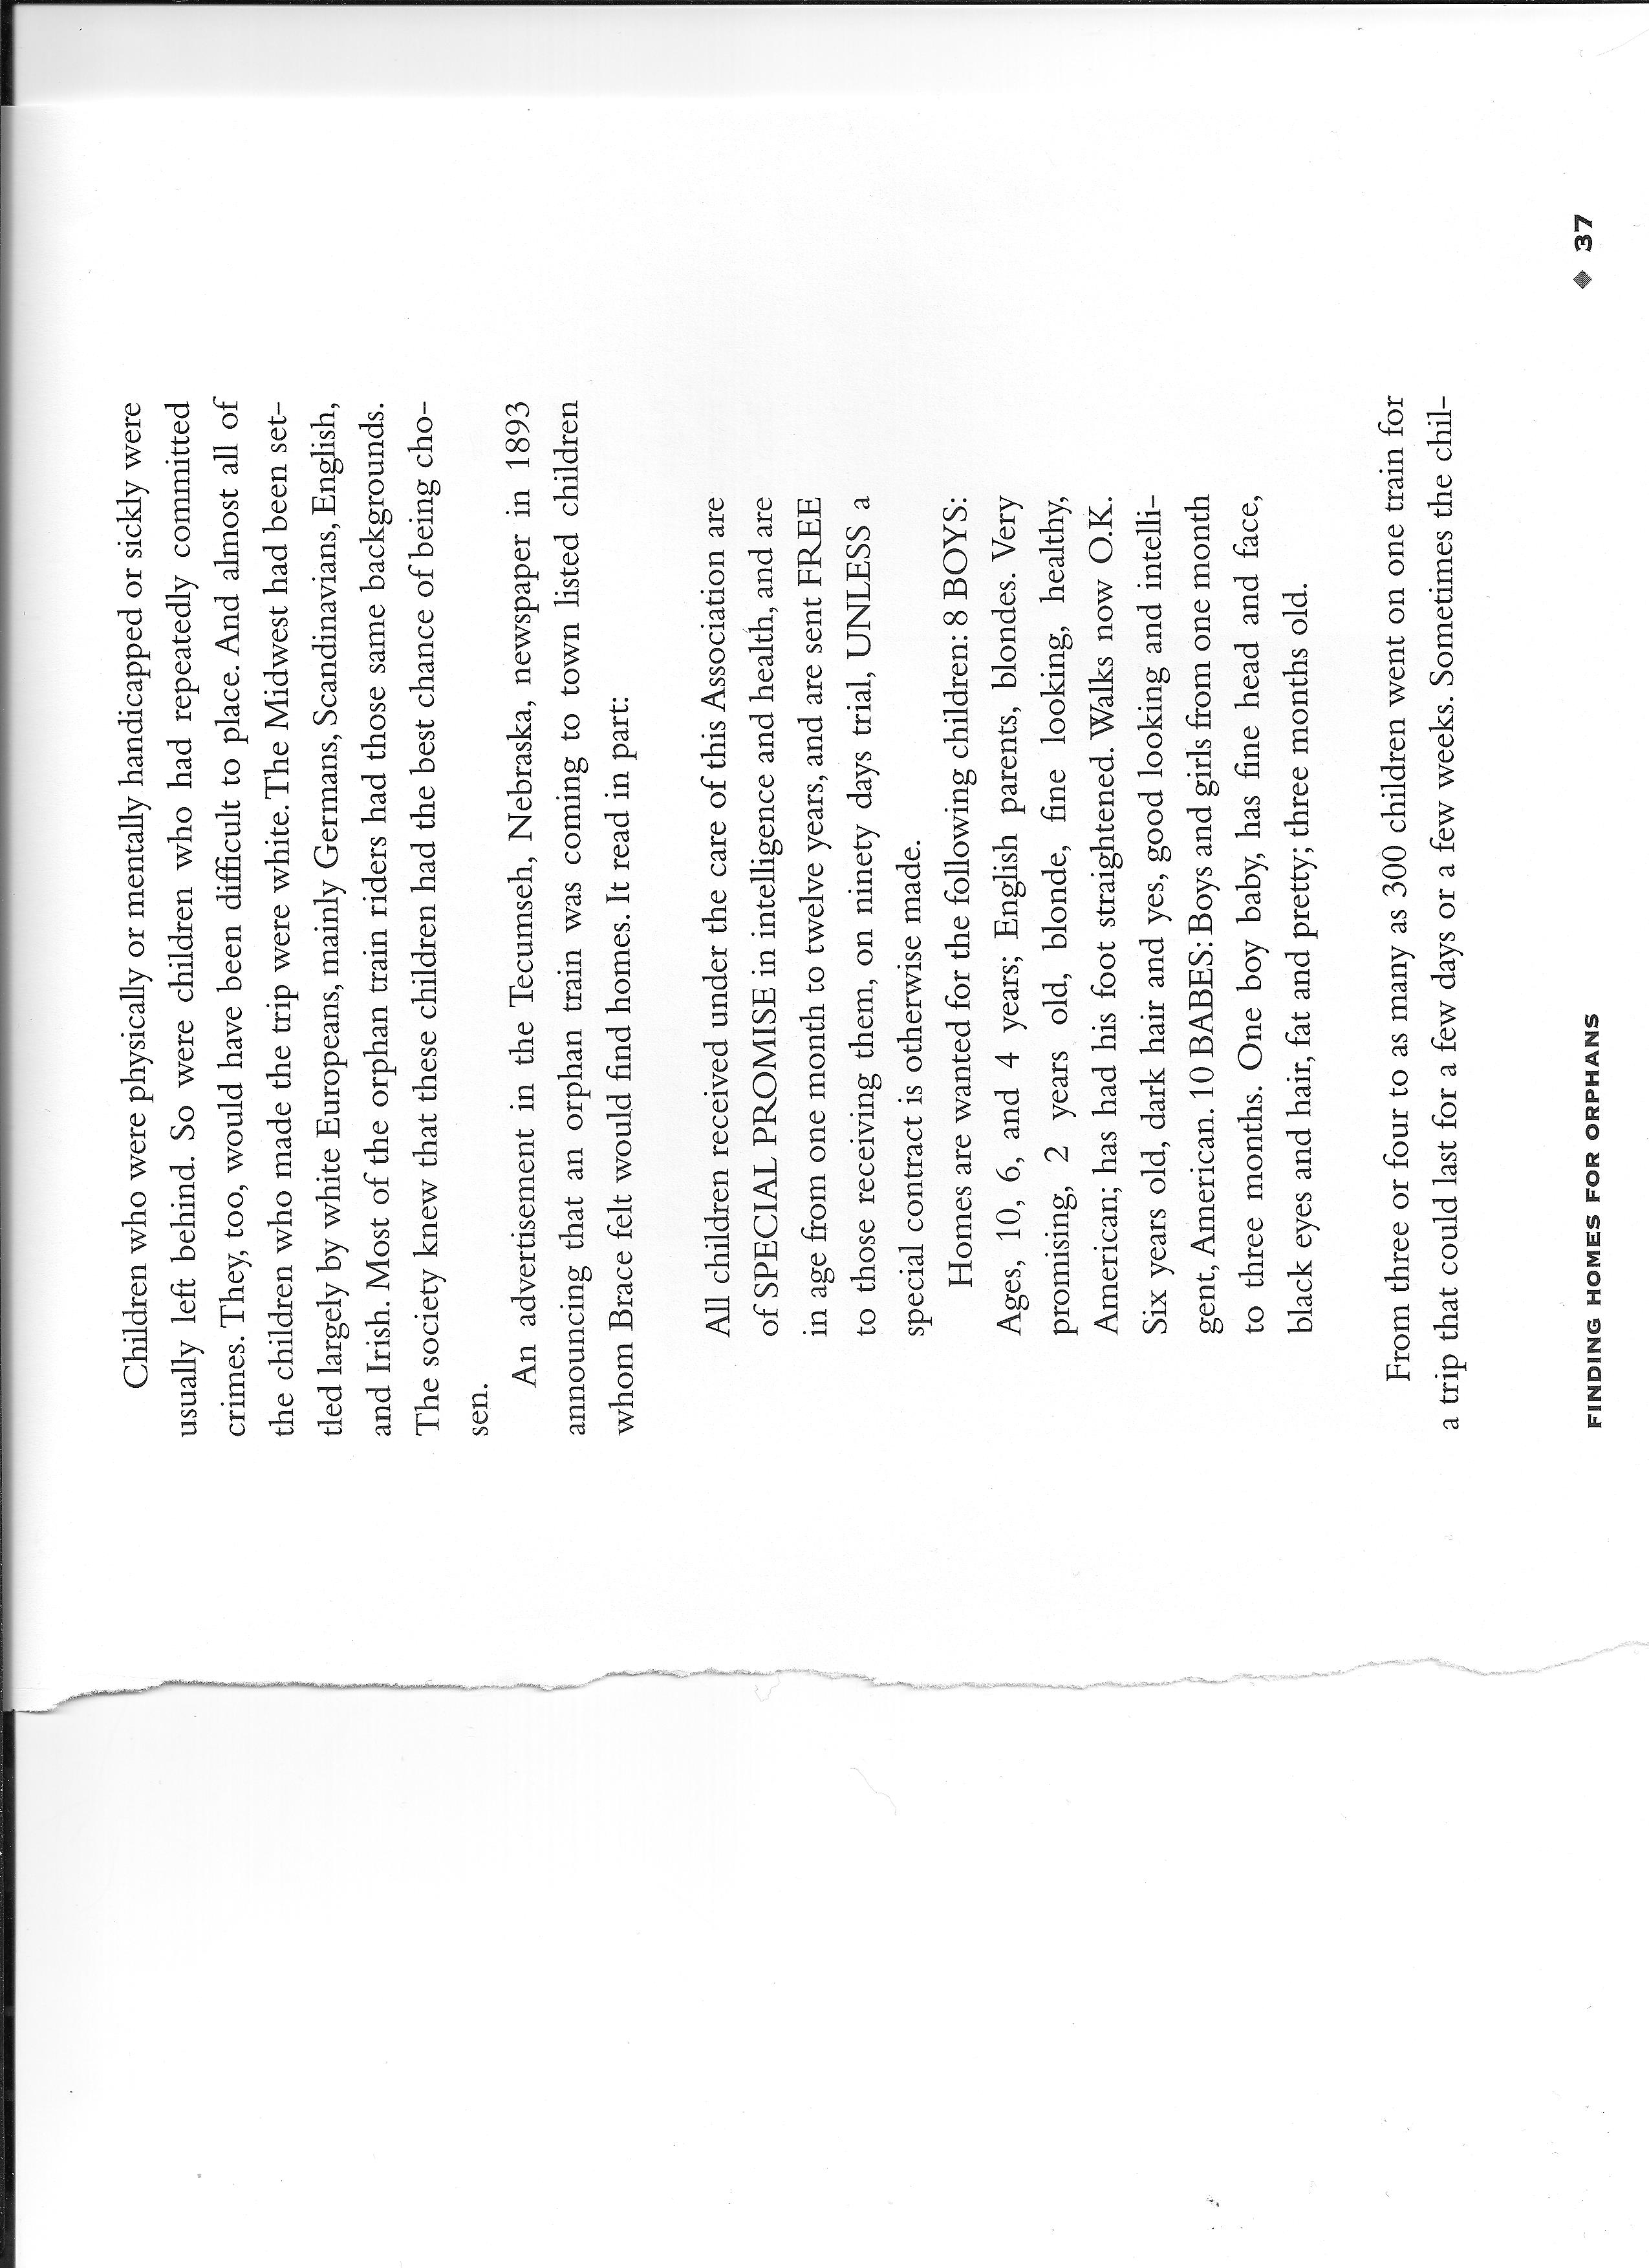 Children who were physically or mentally handicapped or sickly were
usually left behind. So were children who had repeatedly committed
crimes. They, too, would have been difficult to place. And almost all of
the children who made the trip were white. The Midwest had been set-
tled largely by white Europeans, mainly Germans, Scandinavians, English,
and Irish. Most of the orphan train riders had those same backgrounds.
The society knew that these children had the best chance of being cho-
sen.
An advertisement in the Tecumseh, Nebraska, newspaper in 1893
announcing that an orphan train was coming to town listed children
whom Brace felt would find homes. It read in part:
All children received under the care of this Association are
of SPECIAL PROMISE in intelligence and health, and are
in age from one month to twelve years, and are sent FREE
to those receiving them, on ninety days trial, UNLESS a
special contract is otherwise made.
Homes are wanted for the following children: 8 BOYS:
Ages, 10, 6, and 4 years; English parents, blondes. Very
promising, 2 years old, blonde, fine looking, healthy,
American; has had his foot straightened. Walks now O.K.
Six years old, dark hair and yes, good looking and intelli-
gent, American. 10 BABES: Boys and girls from one month
to three months. One boy baby, has fine head and face,
black eyes and hair, fat and pretty; three months old.
From three or four to as many as 300 children went on one train for
a trip that could last for a few days or a few weeks. Sometimes the chil-
FINDING HOMES FOR ORPHANS ◆ 37